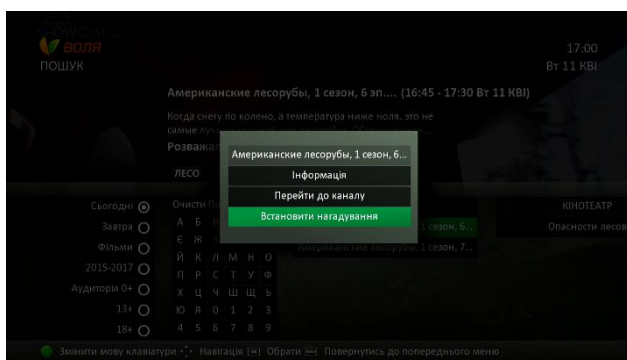 воля
17:00
ПОШУК
Вт 11 КВІ
Американские лесорубы, 1 сезон, 6 эп.... (16:45 - 17:30 Вт 11 КВІ)
Когда снегу по колено, а температура ниже ноля, это не
самые
Розважал
ЛЕСО
Американские лесорубы, 1 сезон, 6...
Інформація
Перейти до каналу
Встановити нагадування
Сьогодні
Завтра
Фільми
2015-2017
Аудиторія 0+
13+
18+
Очисти
А Б
Є Ж
Й К Л М Н О
П Р С Т У Ф
Х Ц Ч Ш Щ Ь
Ю Я 0 1 2 3
4 5 6 7 8 9
1 сезон, 6...
Американские лесорубы, 1 сезон, 7...
КІНОТЕАТР
Опасности лесов
Змінити мову клавіатури Навігація Обрати Повернутись до попереднього меню